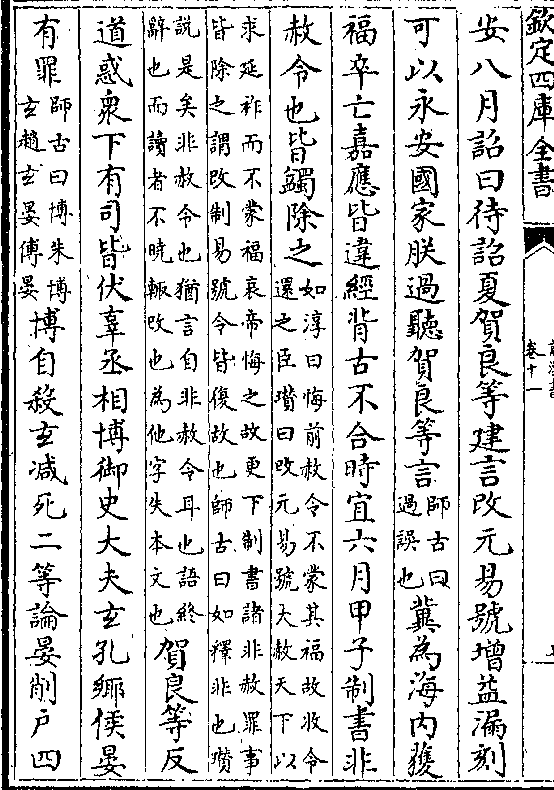 欽定四庫全書
卷十一
安八月詔曰待詔夏賀良等建言改元易號增益漏刻
可以永安國家朕過聽賀良等言師古曰過誤也冀為海內獲
福卒亡嘉應皆違經背古不合時宜六月甲子制書非
赦令也皆蠲除之如淳曰悔前赦令不蒙其福故收令還之臣瓚曰改元易號大赦天下以
求延祚而不蒙福哀帝悔之故更下制書諸非赦罪事皆除之謂改制易號令皆復故也師古曰如釋非也瓚
說是矣非赦令也猶言自非赦令耳也語終辭也而讀者不曉輙改也為他字失本文也賀良等反
道惑衆下有司皆伏辜丞相博御史大夫玄孔鄉侯晏
有罪師古曰博朱博玄趙玄晏傅晏博自殺玄減死二等論晏削戶四